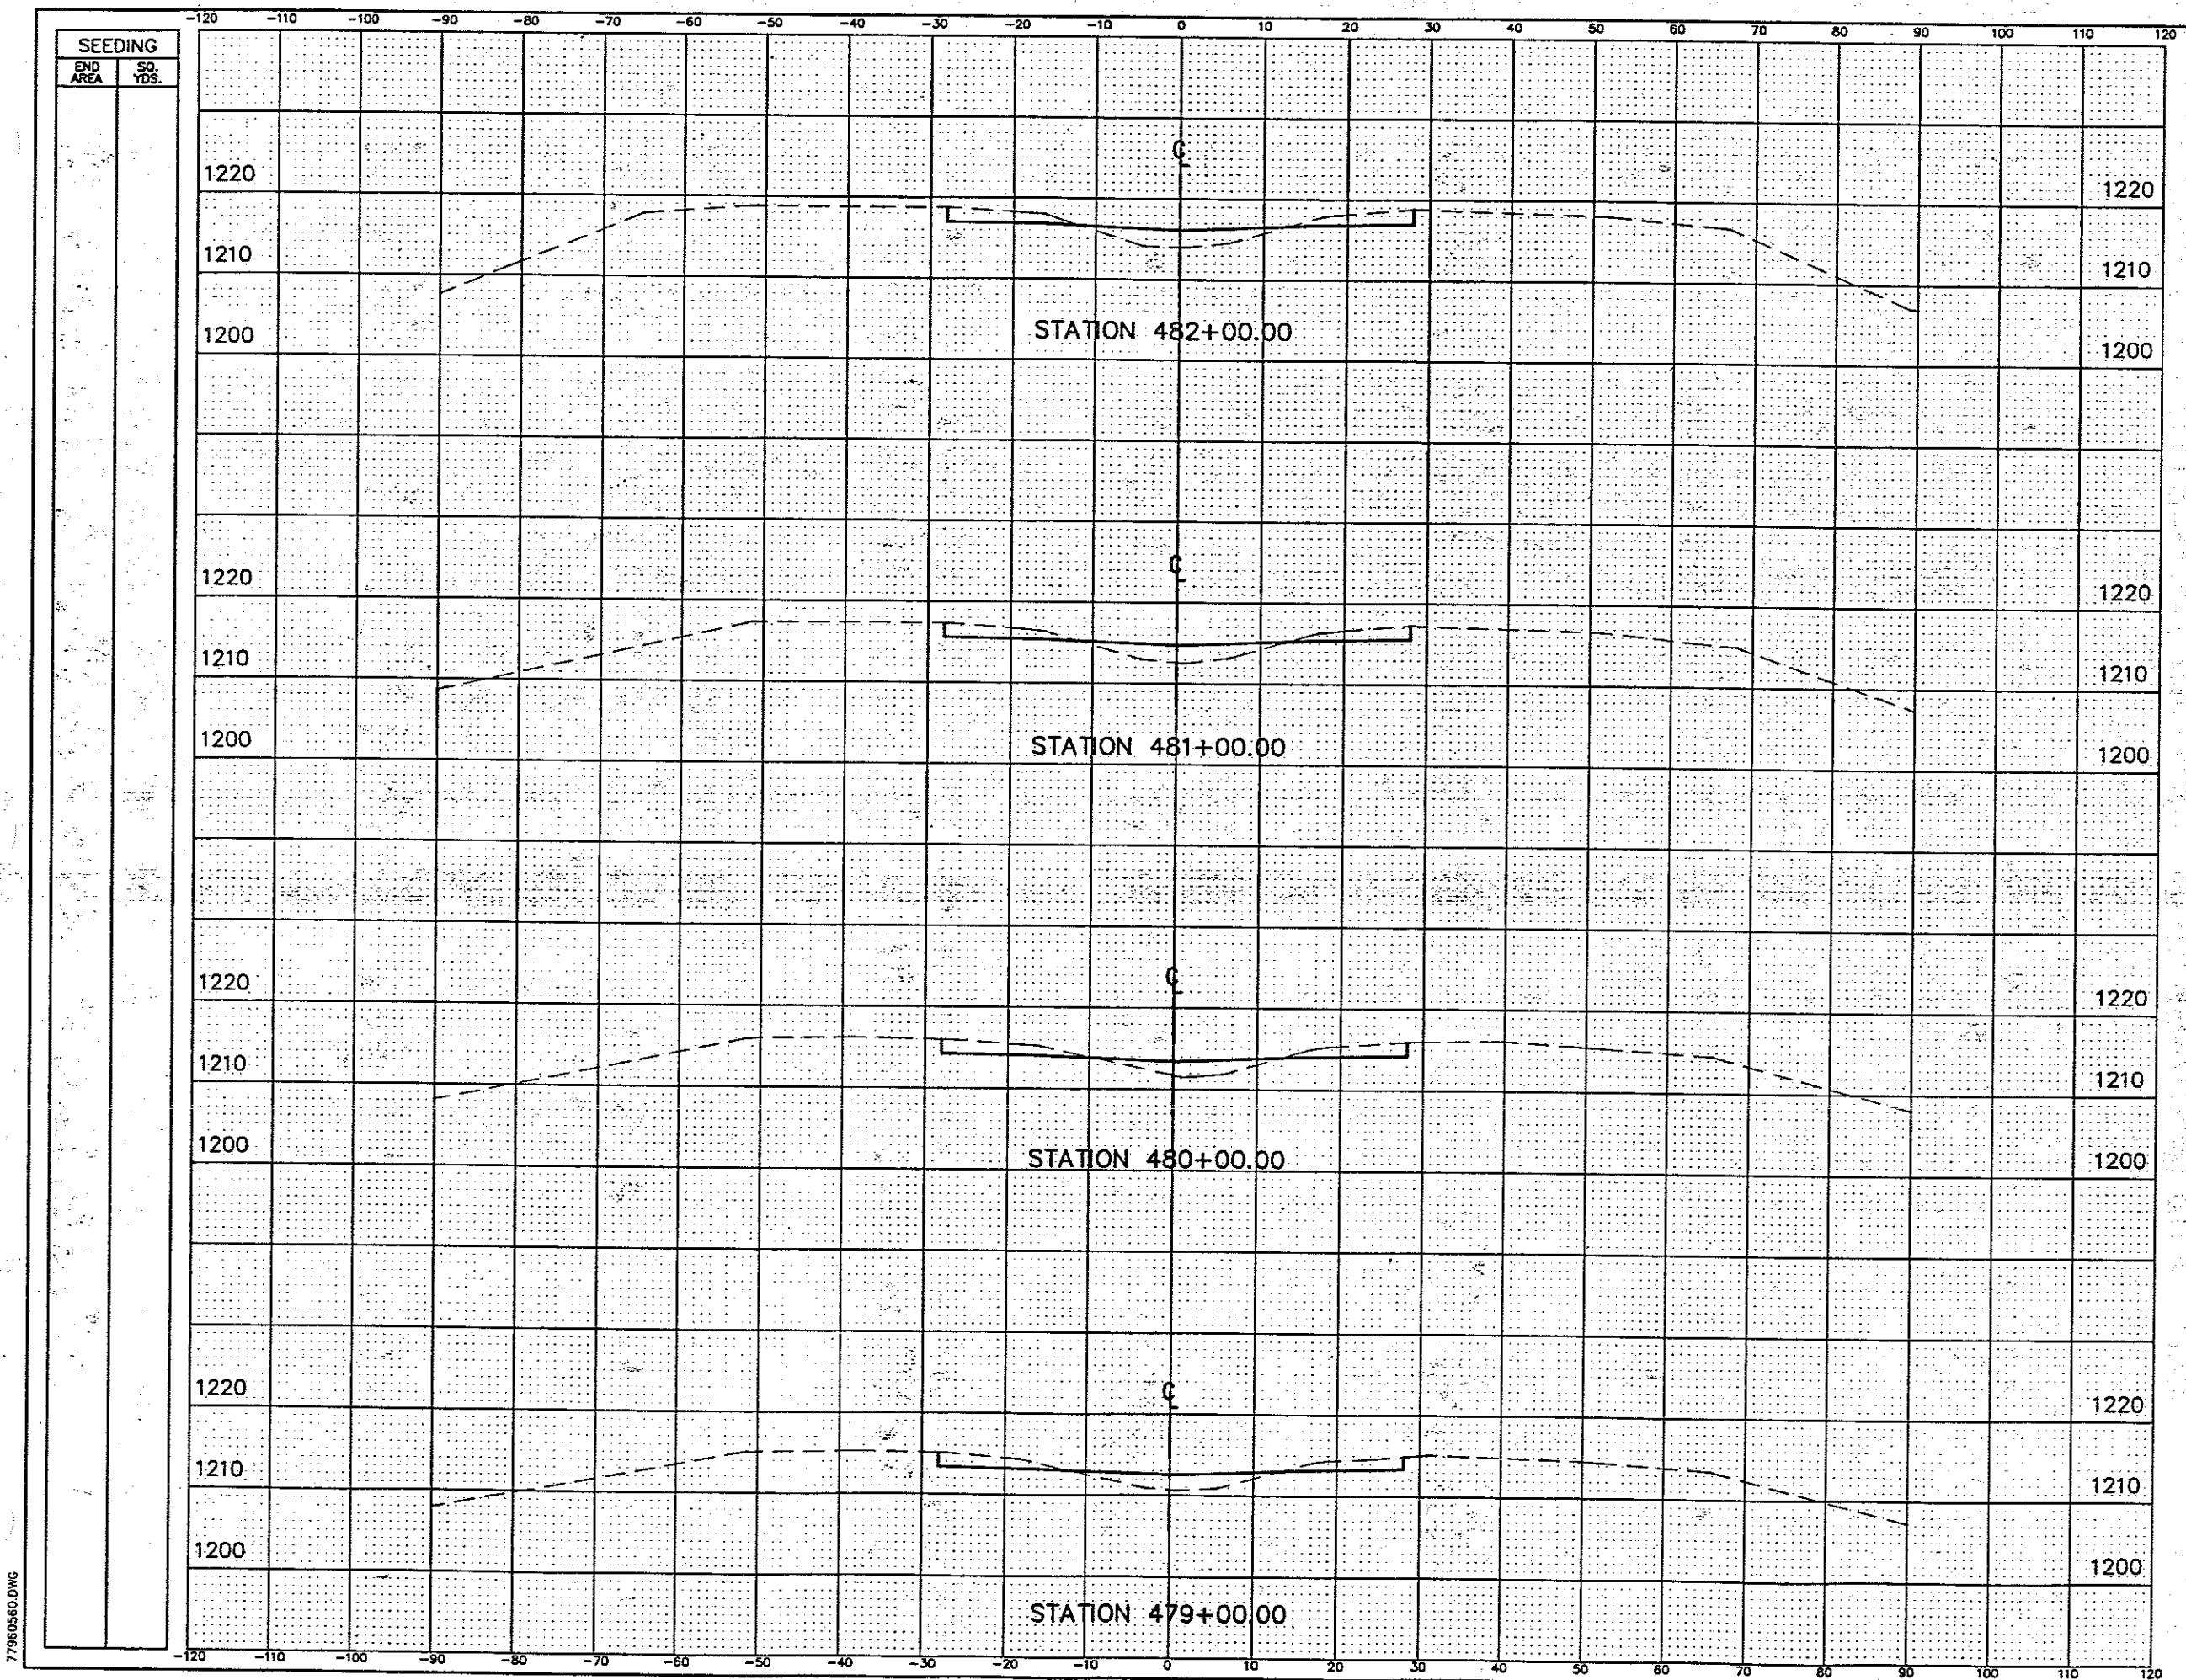 -120 -110 -100 -90 -80 -70 -60 -50 -40 -30 -20 -10 0 10 20 30 40 50 60 70 80 90 100 110 120
SEEDING
END AREA SQ. YDS.
℄
1220 1220
1210 1210
STATION 482+00.00
1200 1200
℄
1220 1220
1210 1210
STATION 481+00.00
1200 1200
℄
1220 1220
1210 1210
STATION 480+00.00
1200 1200
℄
1220 1220
1210 1210
1200 1200
STATION 479+00.00
-120 -110 -100 -90 -80 -70 -60 -50 -40 -30 -20 -10 0 10 20 30 40 50 60 70 80 90 100 110 120
77960560.DWG